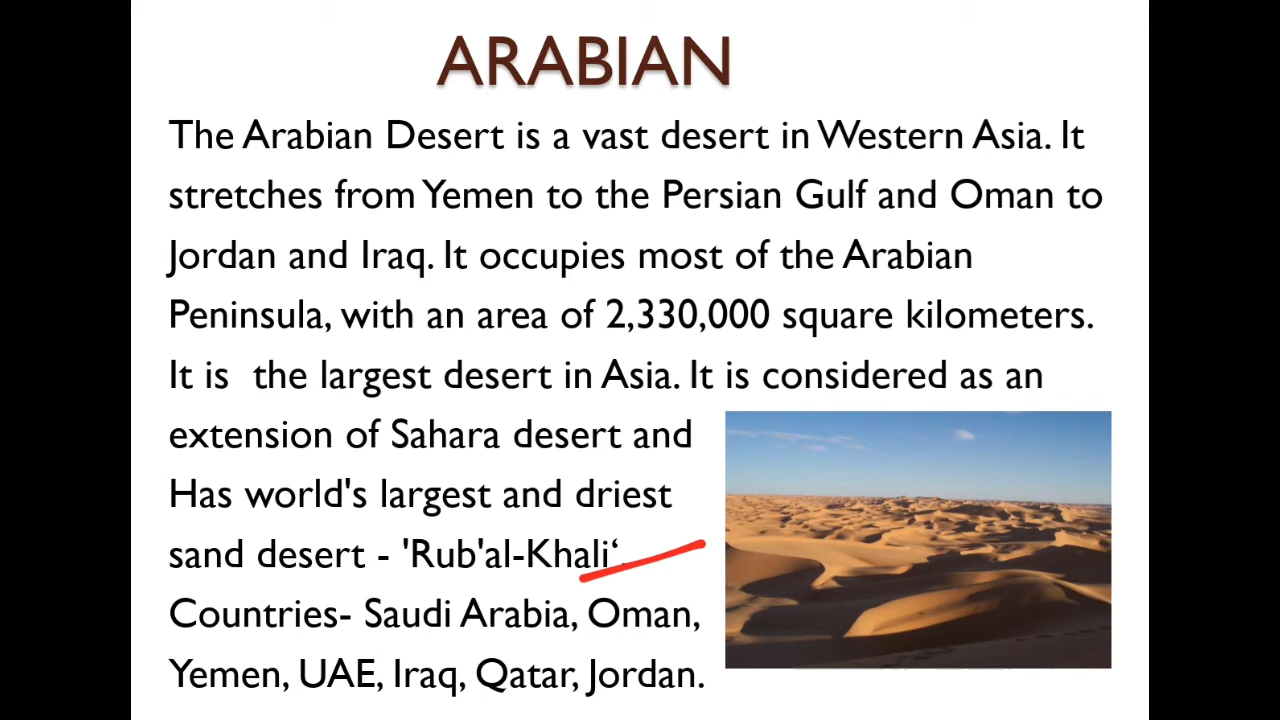 ARABIAN
The Arabian Desert is a vast desert in Western Asia. It
stretches from Yemen to the Persian Gulf and Oman to
Jordan and Iraq. It occupies most of the Arabian
Peninsula, with an area of 2,330,000 square kilometers.
It is  the largest desert in Asia. It is considered as an
extension of Sahara desert and
Has world's largest and driest
sand desert - 'Rub'al-Khali‘.
Countries- Saudi Arabia, Oman,
Yemen, UAE, Iraq, Qatar, Jordan.